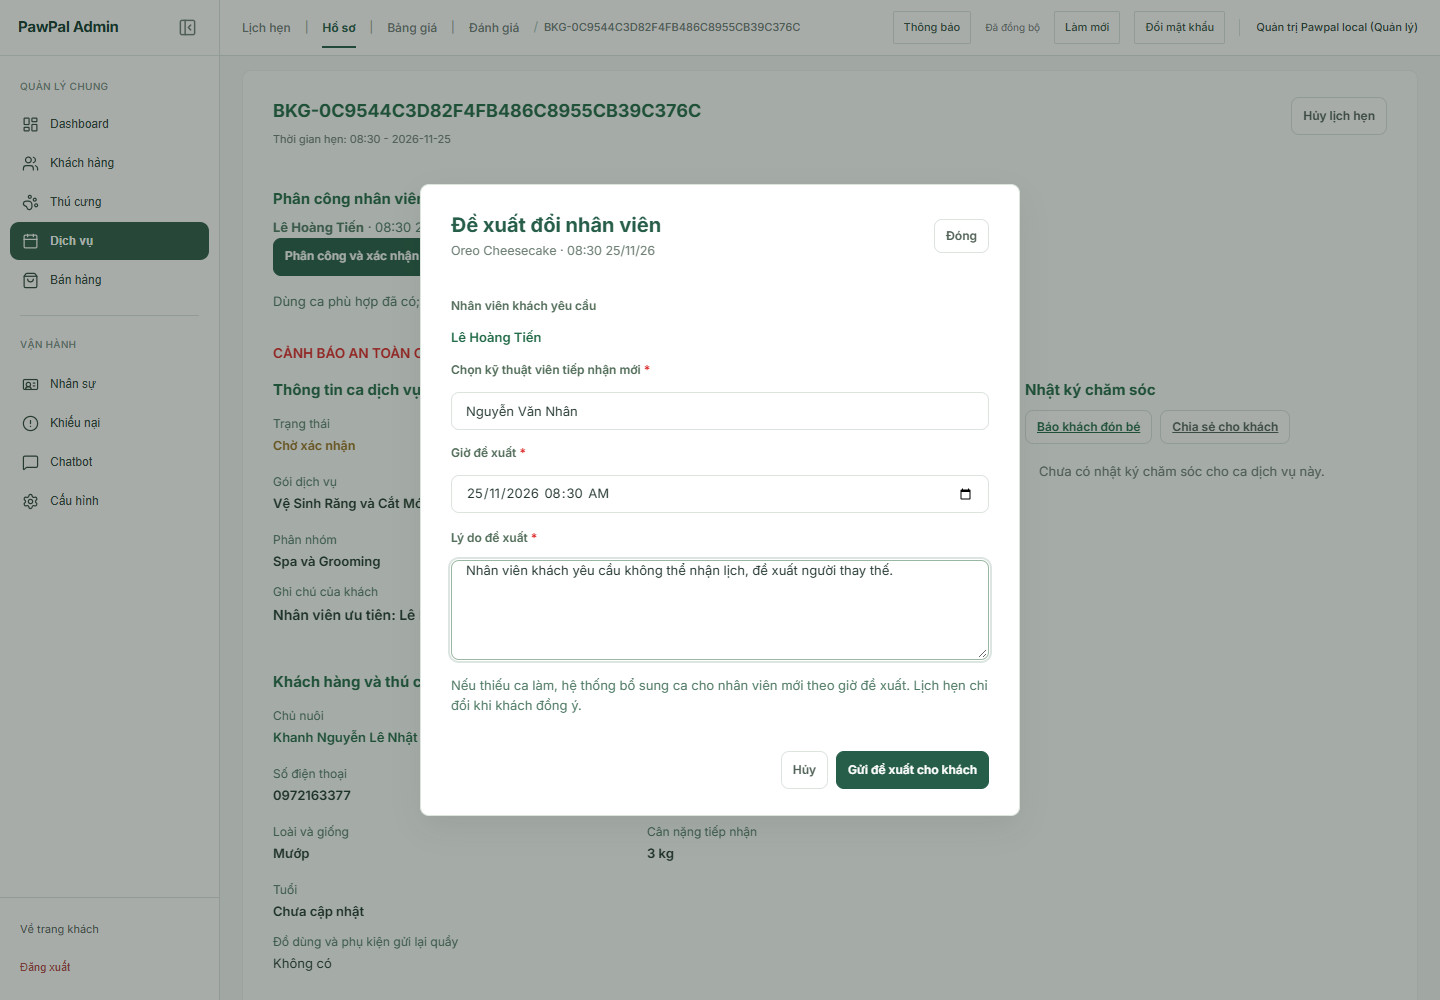 PawPal Admin
Lịch hẹn | Hồ sơ | Bảng giá | Đánh giá / BKG-0C9544C3D82F4FB486C8955CB39C376C
Thông báo
Đã đồng bộ
Làm mới
Đổi mật khẩu
Quản trị Pawpal local (Quản lý)
QUẢN LÝ CHUNG
Dashboard
Khách hàng
Thú cưng
Dịch vụ
Bán hàng
VẬN HÀNH
Nhân sự
Khiếu nại
Chatbot
Cấu hình
Về trang khách
Đăng xuất
BKG-0C9544C3D82F4FB486C8955CB39C376C
Hủy lịch hẹn
Thời gian hẹn: 08:30 - 2026-11-25
Phân công nhân viên
Lê Hoàng Tiến · 08:30 2
Phân công và xác nhận
Dùng ca phù hợp đã có;
CẢNH BÁO AN TOÀN
Thông tin ca dịch vụ
Trạng thái
Chờ xác nhận
Gói dịch vụ
Vệ Sinh Răng và Cắt Mó
Phân nhóm
Spa và Grooming
Ghi chú của khách
Nhân viên ưu tiên: Lê
Khách hàng và thú c
Chủ nuôi
Khanh Nguyễn Lê Nhật
Số điện thoại
0972163377
Loài và giống
Mướp
Cân nặng tiếp nhận
3 kg
Tuổi
Chưa cập nhật
Đồ dùng và phụ kiện gửi lại quầy
Không có
Nhật ký chăm sóc
Báo khách đón bé
Chia sẻ cho khách
Chưa có nhật ký chăm sóc cho ca dịch vụ này.
Đề xuất đổi nhân viên
Oreo Cheesecake · 08:30 25/11/26
Đóng
Nhân viên khách yêu cầu
Lê Hoàng Tiến
Chọn kỹ thuật viên tiếp nhận mới *
Nguyễn Văn Nhân
Giờ đề xuất *
25/11/2026 08:30 AM
Lý do đề xuất *
Nhân viên khách yêu cầu không thể nhận lịch, đề xuất người thay thế.
Nếu thiếu ca làm, hệ thống bổ sung ca cho nhân viên mới theo giờ đề xuất. Lịch hẹn chỉ
đổi khi khách đồng ý.
Hủy
Gửi đề xuất cho khách